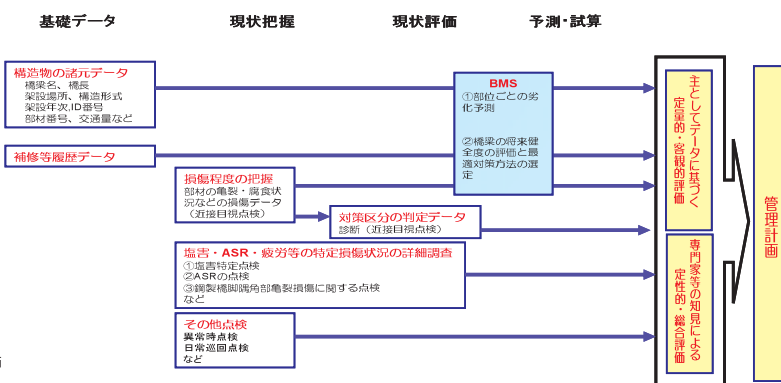 基礎データ
現状把握
現状評価
予測・試算
構造物の諸元データ
橋梁名、橋長
架設場所、構造形式
架設年次,ID番号
部材番号、交通量など
補修等履歴データ
損傷程度の把握
部材の亀裂・腐食状
況などの損傷データ
(近接目視点検)
対策区分の判定データ
診断(近接目視点検)
塩害・ASR・疲労等の特定損傷状況の詳細調査
①塩害特定点検
②ASRの点検
③鋼製橋脚隅角部亀裂損傷に関する点検
など
その他点検
異常時点検
日常巡回点検
など
BMS
①部位ごとの劣
化予測
②橋梁の将来健
全度の評価と最
適対策方法の選
定
主としてデータに基づく
定量的・客観的評価
専門家等の知見による
定性的・総合評価
管理計画